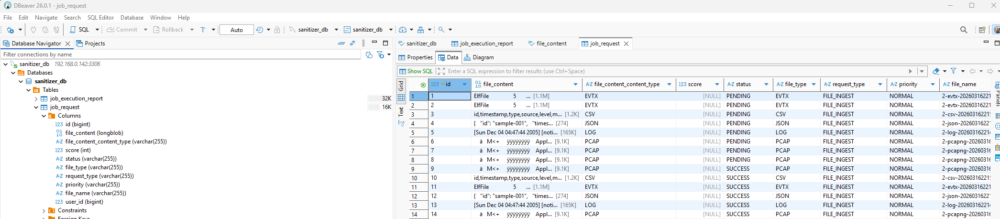 DBeaver 26.0.1 - job_request
File Edit Navigate Search SQL Editor Database Window Help
SQL Commit Rollback T Auto sanitizer_db sanitizer_db
Database Navigator Projects
Filter connections by name
sanitizer_db 192.168.0.142:3306
Databases
sanitizer_db
Tables
job_execution_report 32K
job_request 16K
Columns
123 id (bigint)
file_content (longblob)
A-Z file_content_content_type (varchar(255))
123 score (int)
A-Z status (varchar(255))
A-Z file_type (varchar(255))
A-Z request_type (varchar(255))
A-Z priority (varchar(255))
A-Z file_name (varchar(255))
123 user_id (bigint)
Constraints
Foreign Keys
sanitizer_db job_execution_report file_content job_request
Properties Data Diagram
Show SQL Enter a SQL expression to filter results (use Ctrl+Space)
Grid
Text
Panels
123 id file_content A-Z file_content_content_type 123 score A-Z status A-Z file_type A-Z request_type A-Z priority A-Z file_name
1 1 ElfFile 5 ... [1.1M] EVTX [NULL] PENDING EVTX FILE_INGEST NORMAL 2-evtx-20260316221
2 2 ElfFile 5 ... [1.1M] EVTX [NULL] PENDING EVTX FILE_INGEST NORMAL 2-evtx-20260316221
3 3 id,timestamp,type,source,level,m... [1.2K] CSV [NULL] PENDING CSV FILE_INGEST NORMAL 2-csv-202603162215
4 4 { "id": "sample-001", "times... [274] JSON [NULL] PENDING JSON FILE_INGEST NORMAL 2-json-2026031622
5 5 [Sun Dec 04 04:47:44 2005] [noti... [165K] LOG [NULL] PENDING LOG FILE_INGEST NORMAL 2-log-20260316221
6 6 ä M<+ ÿÿÿÿÿÿÿÿ Appl... [9.1K] PCAP [NULL] PENDING PCAP FILE_INGEST NORMAL 2-pcapng-20260316
7 7 ä M<+ ÿÿÿÿÿÿÿÿ Appl... [9.1K] PCAP [NULL] PENDING PCAP FILE_INGEST NORMAL 2-pcapng-20260316
8 8 ä M<+ ÿÿÿÿÿÿÿÿ Appl... [9.1K] PCAP [NULL] PENDING PCAP FILE_INGEST NORMAL 2-pcapng-20260316
9 9 ä M<+ ÿÿÿÿÿÿÿÿ Appl... [9.1K] PCAP [NULL] SUCCESS PCAP FILE_INGEST NORMAL 2-pcapng-20260316
10 10 id,timestamp,type,source,level,m... [1.2K] CSV [NULL] SUCCESS CSV FILE_INGEST NORMAL 2-csv-202603162215
11 11 ElfFile 5 ... [1.1M] EVTX [NULL] SUCCESS EVTX FILE_INGEST NORMAL 2-evtx-20260316221
12 12 { "id": "sample-001", "times... [274] JSON [NULL] SUCCESS JSON FILE_INGEST NORMAL 2-json-2026031622
13 13 [Sun Dec 04 04:47:44 2005] [noti... [165K] LOG [NULL] SUCCESS LOG FILE_INGEST NORMAL 2-log-20260316221
14 14 ä M<+ ÿÿÿÿÿÿÿÿ Appl... [9.1K] PCAP [NULL] SUCCESS PCAP FILE_INGEST NORMAL 2-pcapng-20260316